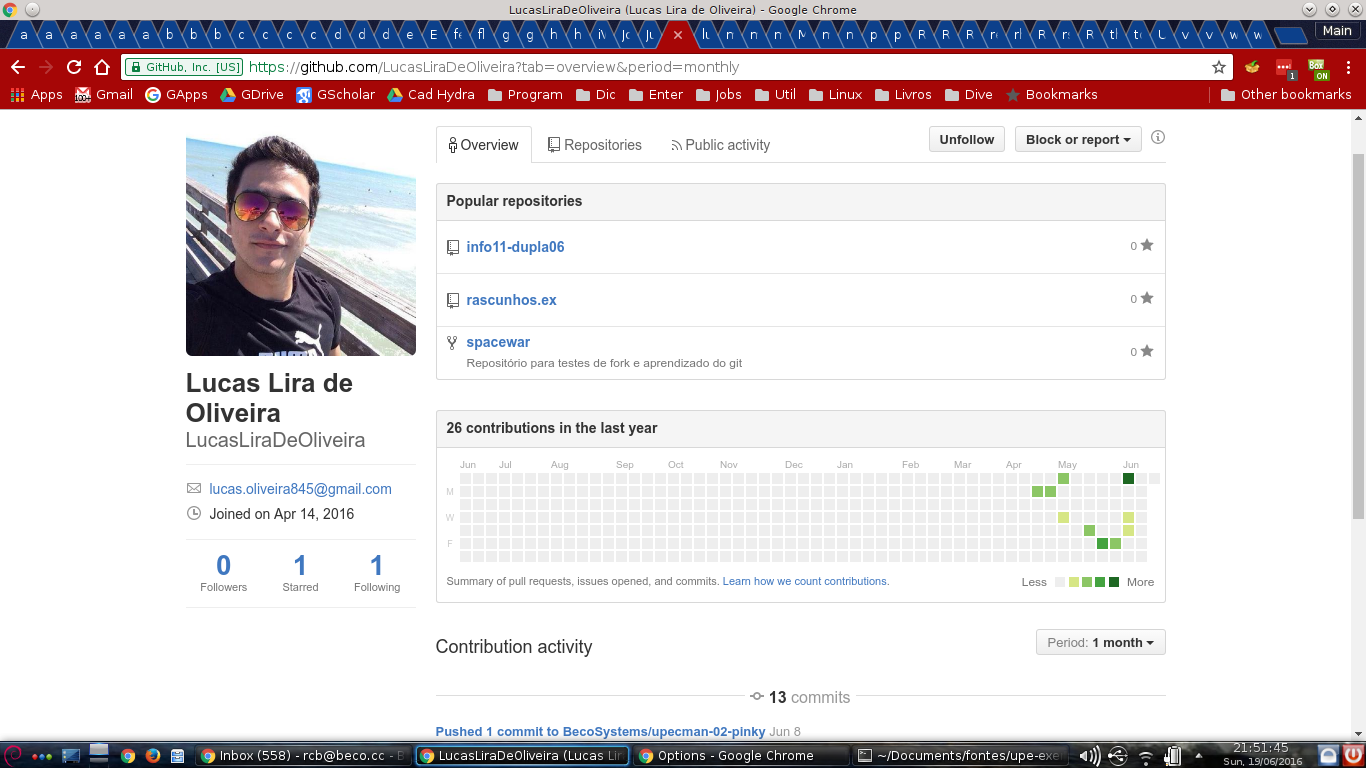 LucasLiraDeOliveira (Lucas Lira de Oliveira) - Google Chrome
a a a a a a b b b c c d d d e E f fl g g h h i J J lu n n n M n n p p R R R re rl R s R tl t U v v w w Main
GitHub, Inc. [US] https://github.com/LucasLiraDeOliveira?tab=overview&period=monthly
Apps Gmail GApps GDrive GScholar Cad Hydra Program Dic Enter Jobs Util Linux Livros Dive Bookmarks Other bookmarks
Overview Repositories Public activity Unfollow Block or report
Popular repositories
info11-dupla06 0
rascunhos.ex 0
spacewar 0
Repositório para testes de fork e aprendizado do git
PUMA
Lucas Lira de
Oliveira
LucasLiraDeOliveira
lucas.oliveira845@gmail.com
Joined on Apr 14, 2016
0 1 1
Followers Starred Following
26 contributions in the last year
Jun Jul Aug Sep Oct Nov Dec Jan Feb Mar Apr May Jun
M
W
F
Summary of pull requests, issues opened, and commits. Learn how we count contributions. Less More
Contribution activity Period: 1 month
13 commits
Pushed 1 commit to BecoSystems/upecman-02-pinky Jun 8
Inbox (558) - rcb@beco.cc - B LucasLiraDeOliveira (Lucas Lir Options - Google Chrome ~/Documents/fontes/upe-exe 21:51:45
Sun, 19/06/2016